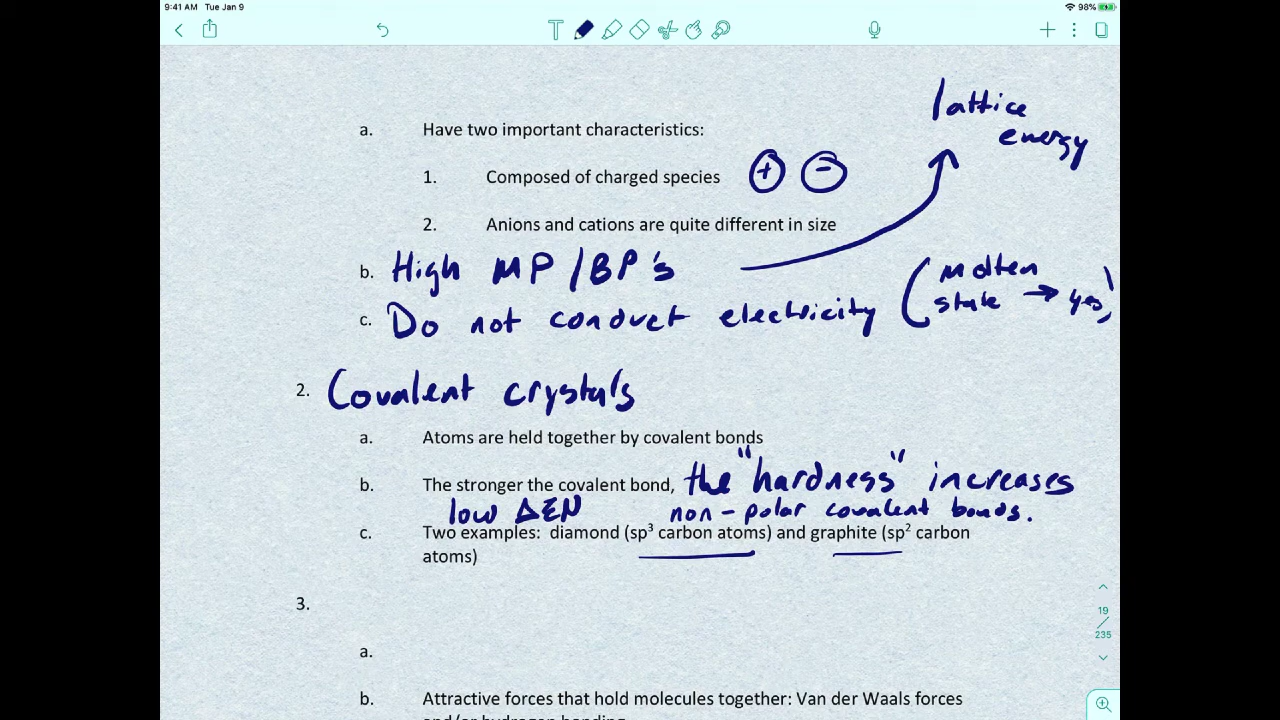 9:41 AM Tue Jan 9
98%
lattice
energy
a. Have two important characteristics:
1. Composed of charged species + −
2. Anions and cations are quite different in size
b. High MP/BP's
(molten
state → yes)
c. Do not conduct electricity
2. Covalent crystals
a. Atoms are held together by covalent bonds
b. The stronger the covalent bond, the "hardness" increases
low ΔEN non-polar covalent bonds.
c. Two examples: diamond (sp³ carbon atoms) and graphite (sp² carbon
atoms)
3.
19
/
235
a.
b. Attractive forces that hold molecules together: Van der Waals forces
and/or hydrogen bonding